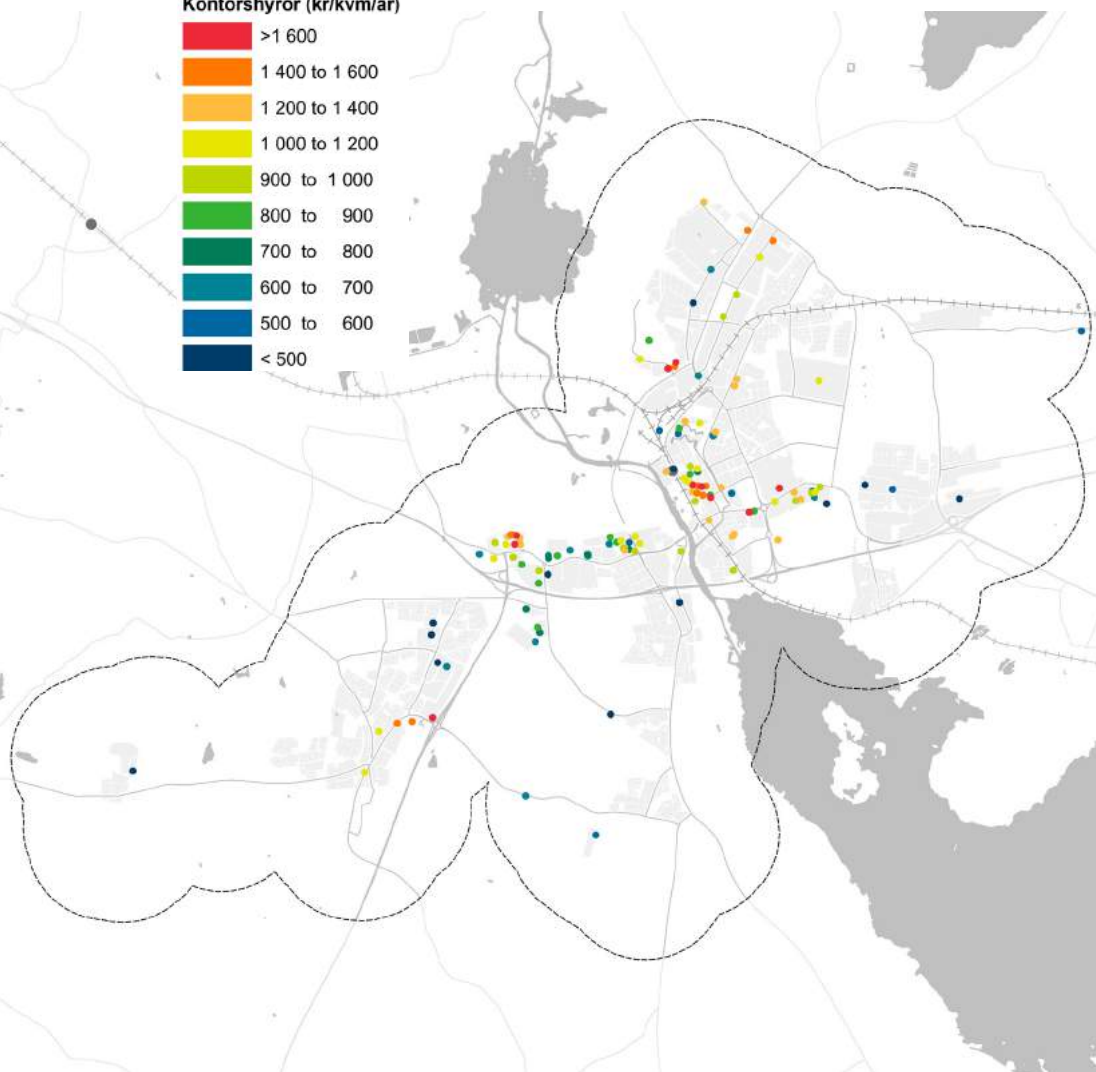 Kontorshyror (kr/kvm/år)
>1 600
1 400 to 1 600
1 200 to 1 400
1 000 to 1 200
900 to 1 000
800 to 900
700 to 800
600 to 700
500 to 600
< 500